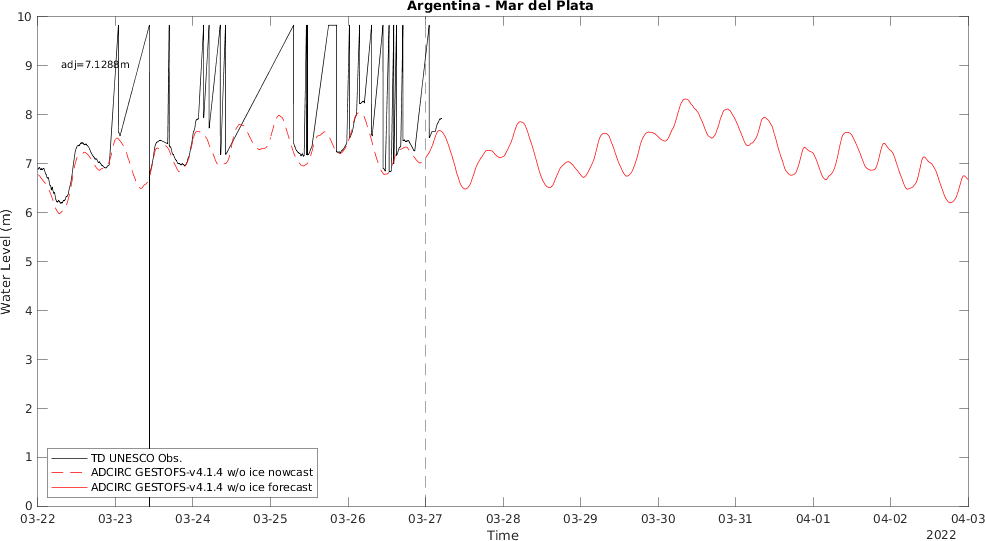 Argentina - Mar del Plata
10
9
8
7
6
5
4
3
2
1
0
Water Level (m)
adj=7.1288m
TD UNESCO Obs.
ADCIRC GESTOFS-v4.1.4 w/o ice nowcast
ADCIRC GESTOFS-v4.1.4 w/o ice forecast
03-22 03-23 03-24 03-25 03-26 03-27 03-28 03-29 03-30 03-31 04-01 04-02 04-03
Time
2022